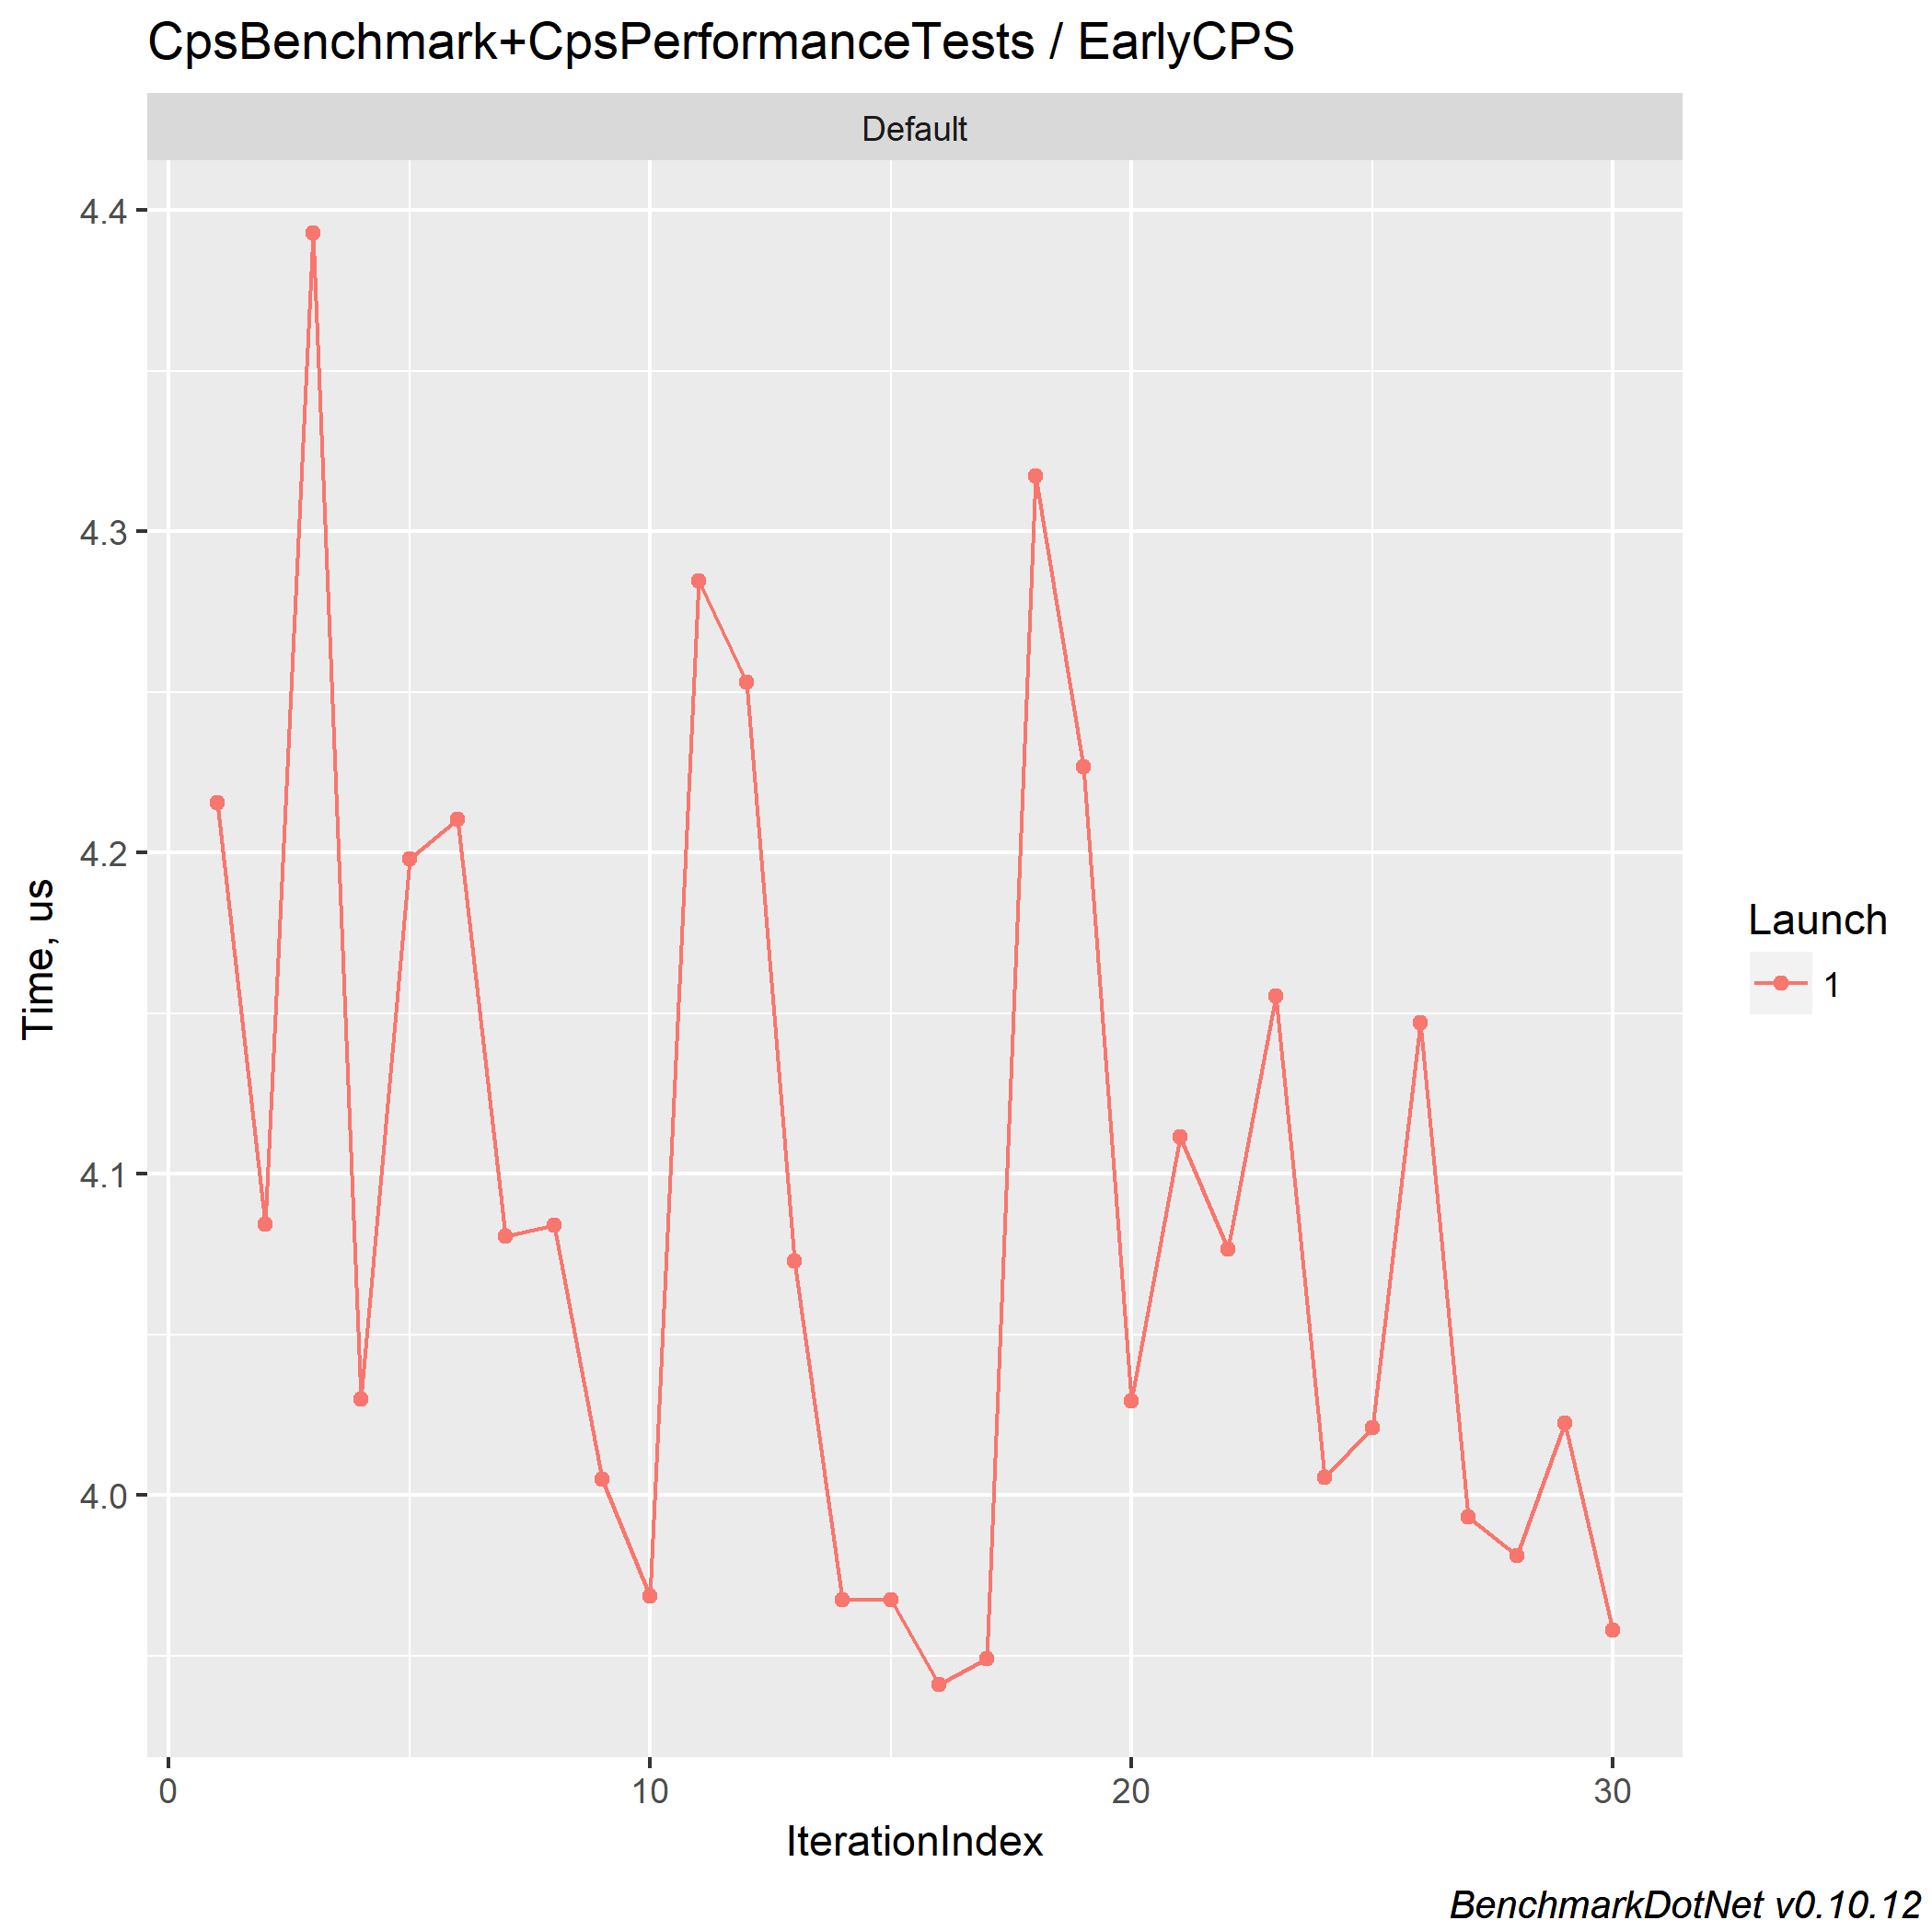 CpsBenchmark+CpsPerformanceTests / EarlyCPS
Default
4.4
4.3
4.2
4.1
4.0
Time, us
0 10 20 30
IterationIndex
Launch
1
BenchmarkDotNet v0.10.12